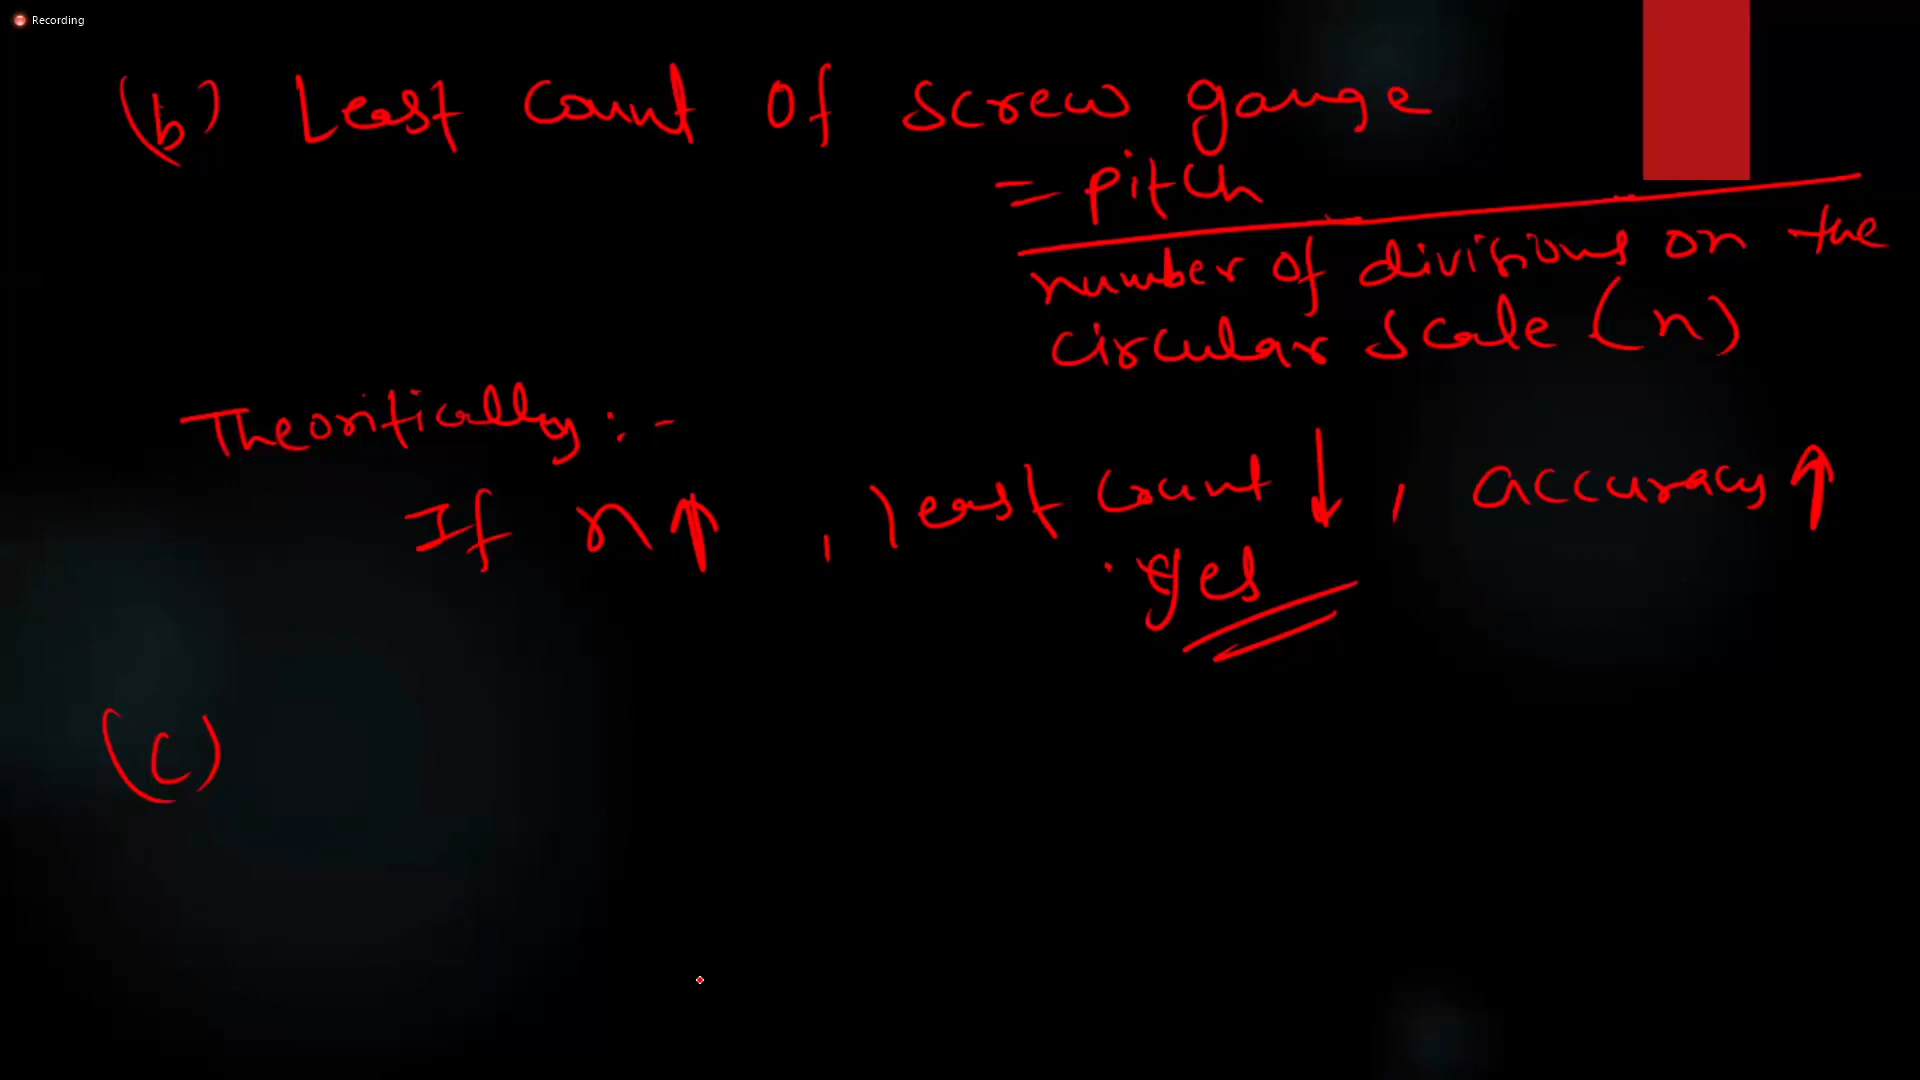 Recording
(b) Least count of screw gauge
= pitch
number of divisions on the
circular scale (n)
Theoritically :-
If n↑ , least count ↓ , accuracy ↑
yes
(c)